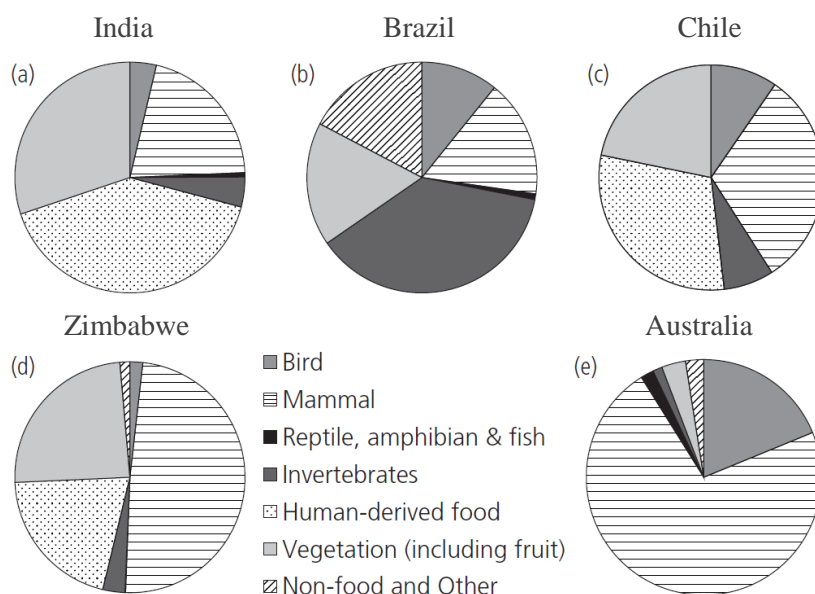 India
Brazil
Chile
(a)
(b)
(c)
Zimbabwe
Australia
(d)
(e)
Bird
Mammal
Reptile, amphibian & fish
Invertebrates
Human-derived food
Vegetation (including fruit)
Non-food and Other